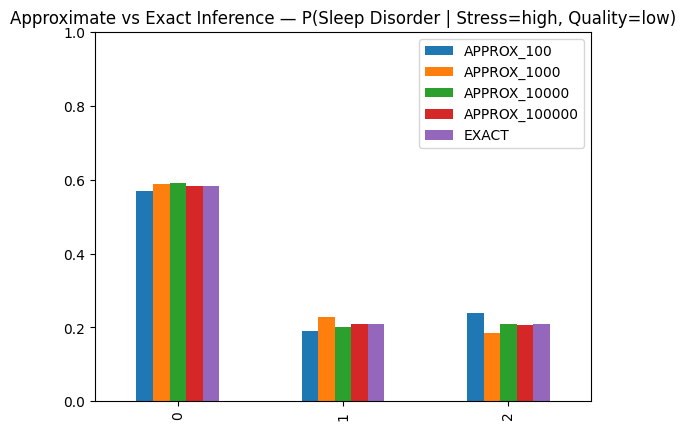 Approximate vs Exact Inference — P(Sleep Disorder | Stress=high, Quality=low)
1.0
0.8
0.6
0.4
0.2
0.0
APPROX_100
APPROX_1000
APPROX_10000
APPROX_100000
EXACT
0
1
2